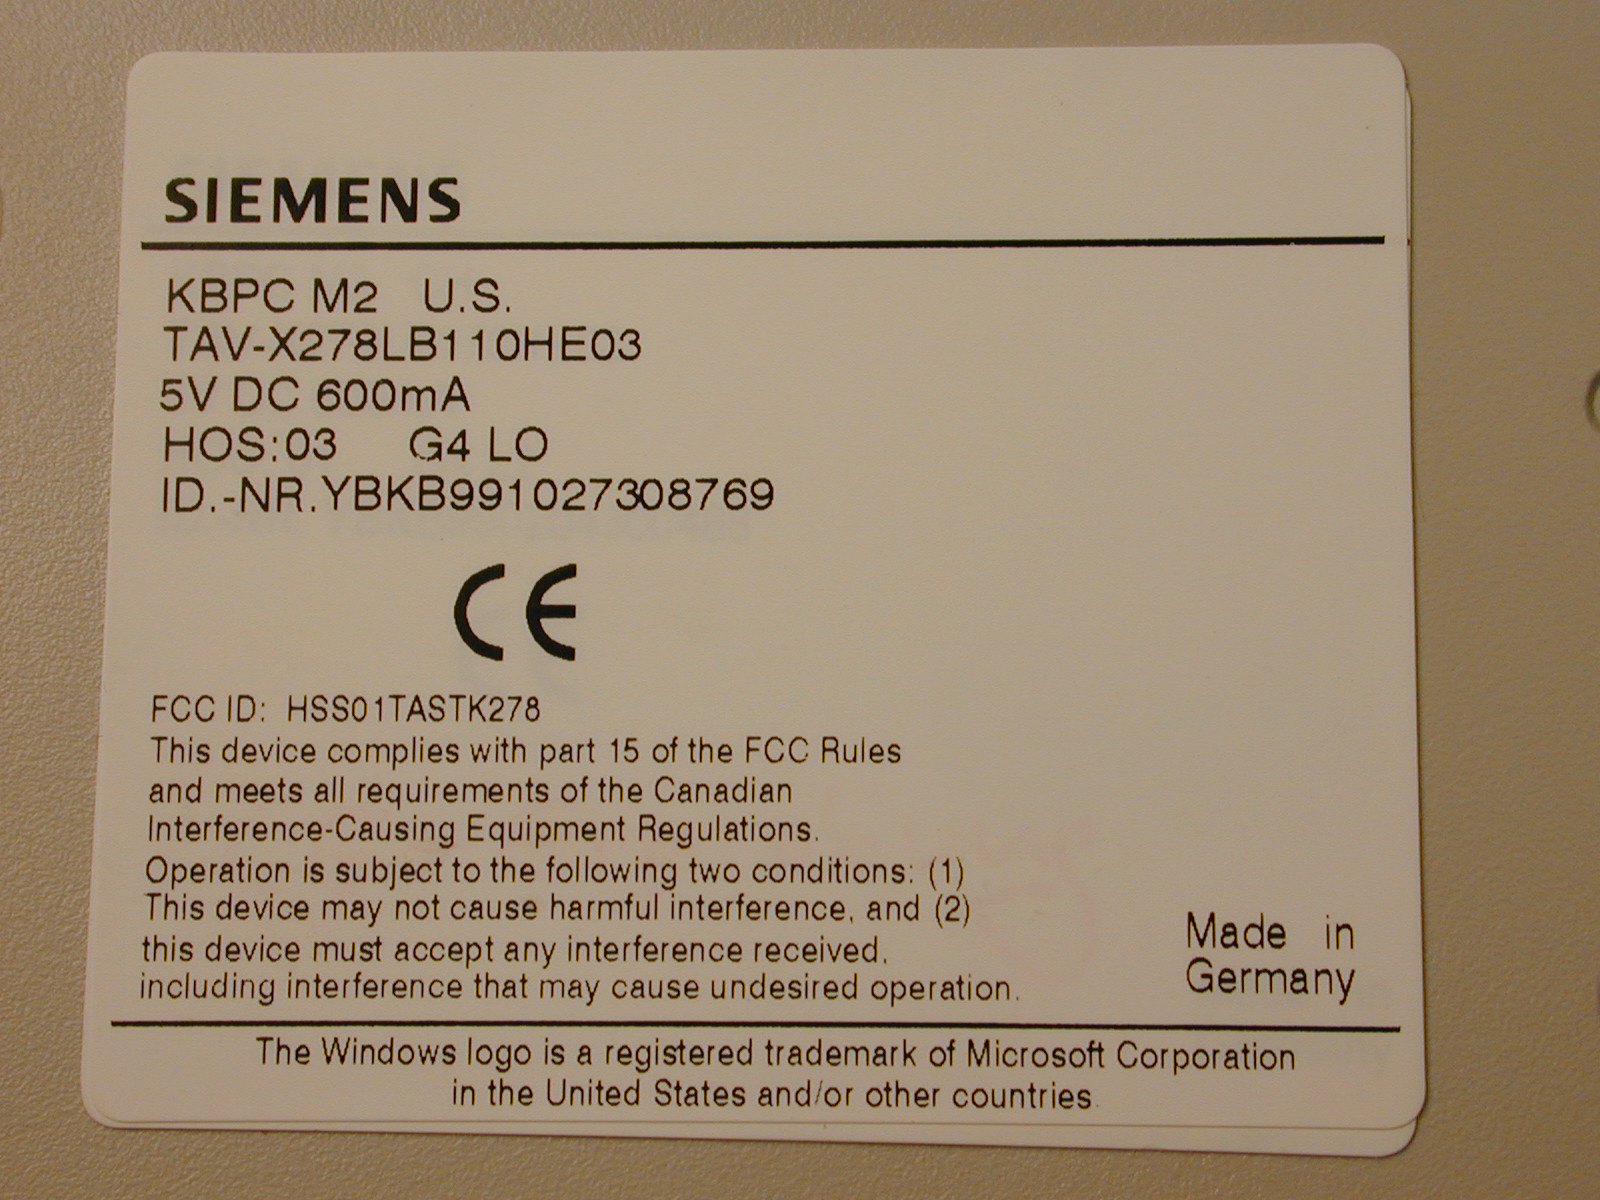 SIEMENS
KBPC M2 U.S.
TAV-X278LB110HE03
5V DC 600mA
HOS:03 G4 LO
ID.-NR.YBKB991027308769
CE
FCC ID: HSS01TASTK278
This device complies with part 15 of the FCC Rules
and meets all requirements of the Canadian
Interference-Causing Equipment Regulations.
Operation is subject to the following two conditions: (1)
This device may not cause harmful interference, and (2)
this device must accept any interference received,
including interference that may cause undesired operation.
Made in
Germany
The Windows logo is a registered trademark of Microsoft Corporation
in the United States and/or other countries.